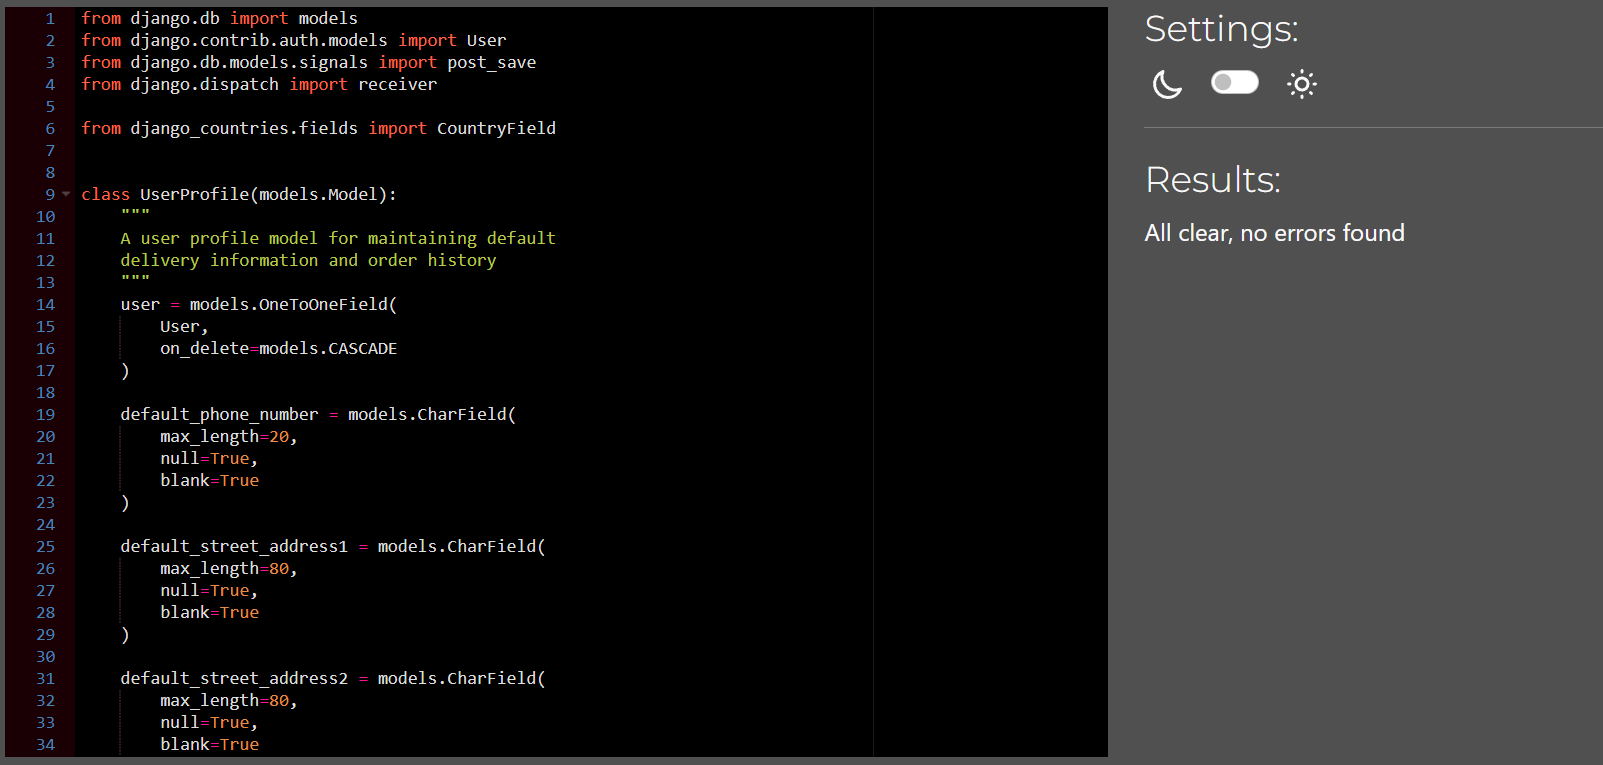 1 from django.db import models
2 from django.contrib.auth.models import User
3 from django.db.models.signals import post_save
4 from django.dispatch import receiver
5
6 from django_countries.fields import CountryField
7
8
9 class UserProfile(models.Model):
10     """
11     A user profile model for maintaining default
12     delivery information and order history
13     """
14     user = models.OneToOneField(
15         User,
16         on_delete=models.CASCADE
17     )
18
19     default_phone_number = models.CharField(
20         max_length=20,
21         null=True,
22         blank=True
23     )
24
25     default_street_address1 = models.CharField(
26         max_length=80,
27         null=True,
28         blank=True
29     )
30
31     default_street_address2 = models.CharField(
32         max_length=80,
33         null=True,
34         blank=True
Settings:
Results:
All clear, no errors found